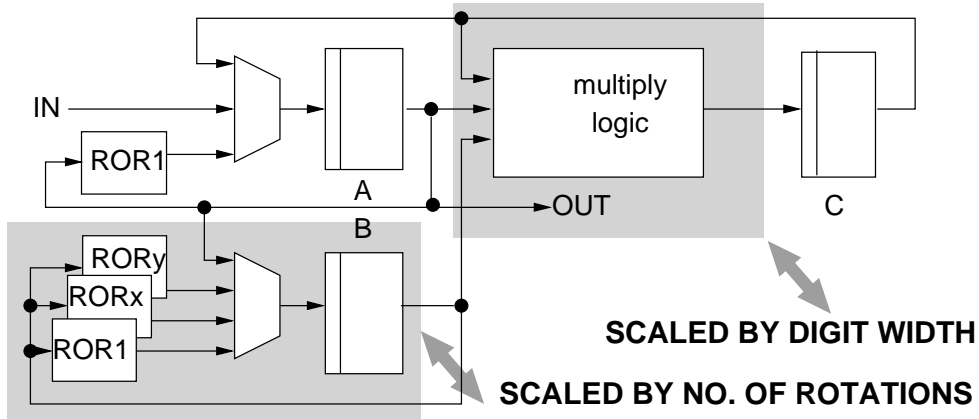 multiply
logic
IN
ROR1
A
OUT
C
B
RORy
RORx
ROR1
SCALED BY DIGIT WIDTH
SCALED BY NO. OF ROTATIONS